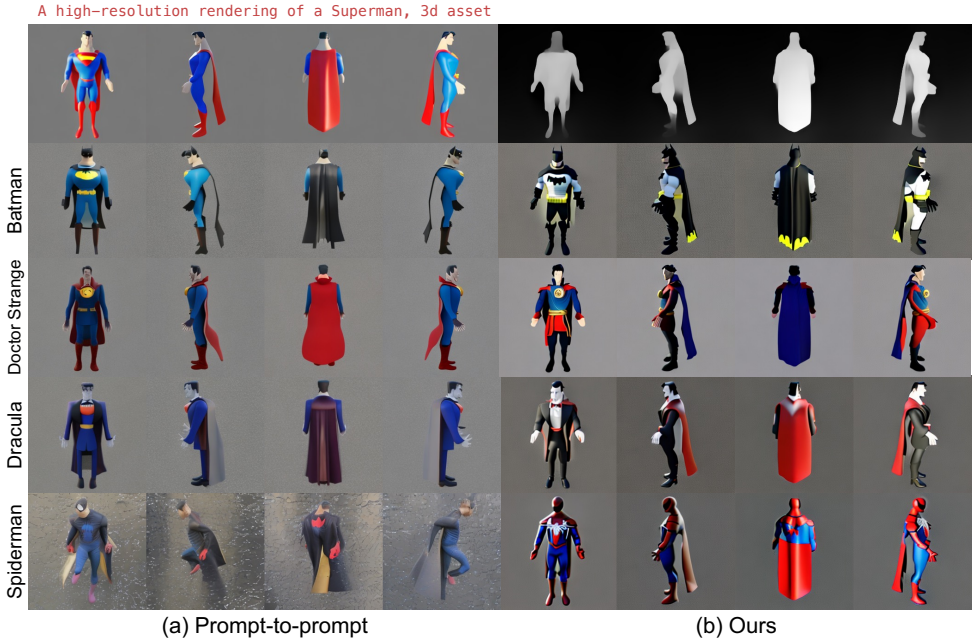 A high-resolution rendering of a Superman, 3d asset
Batman
Doctor Strange
Dracula
Spiderman
(a) Prompt-to-prompt
(b) Ours